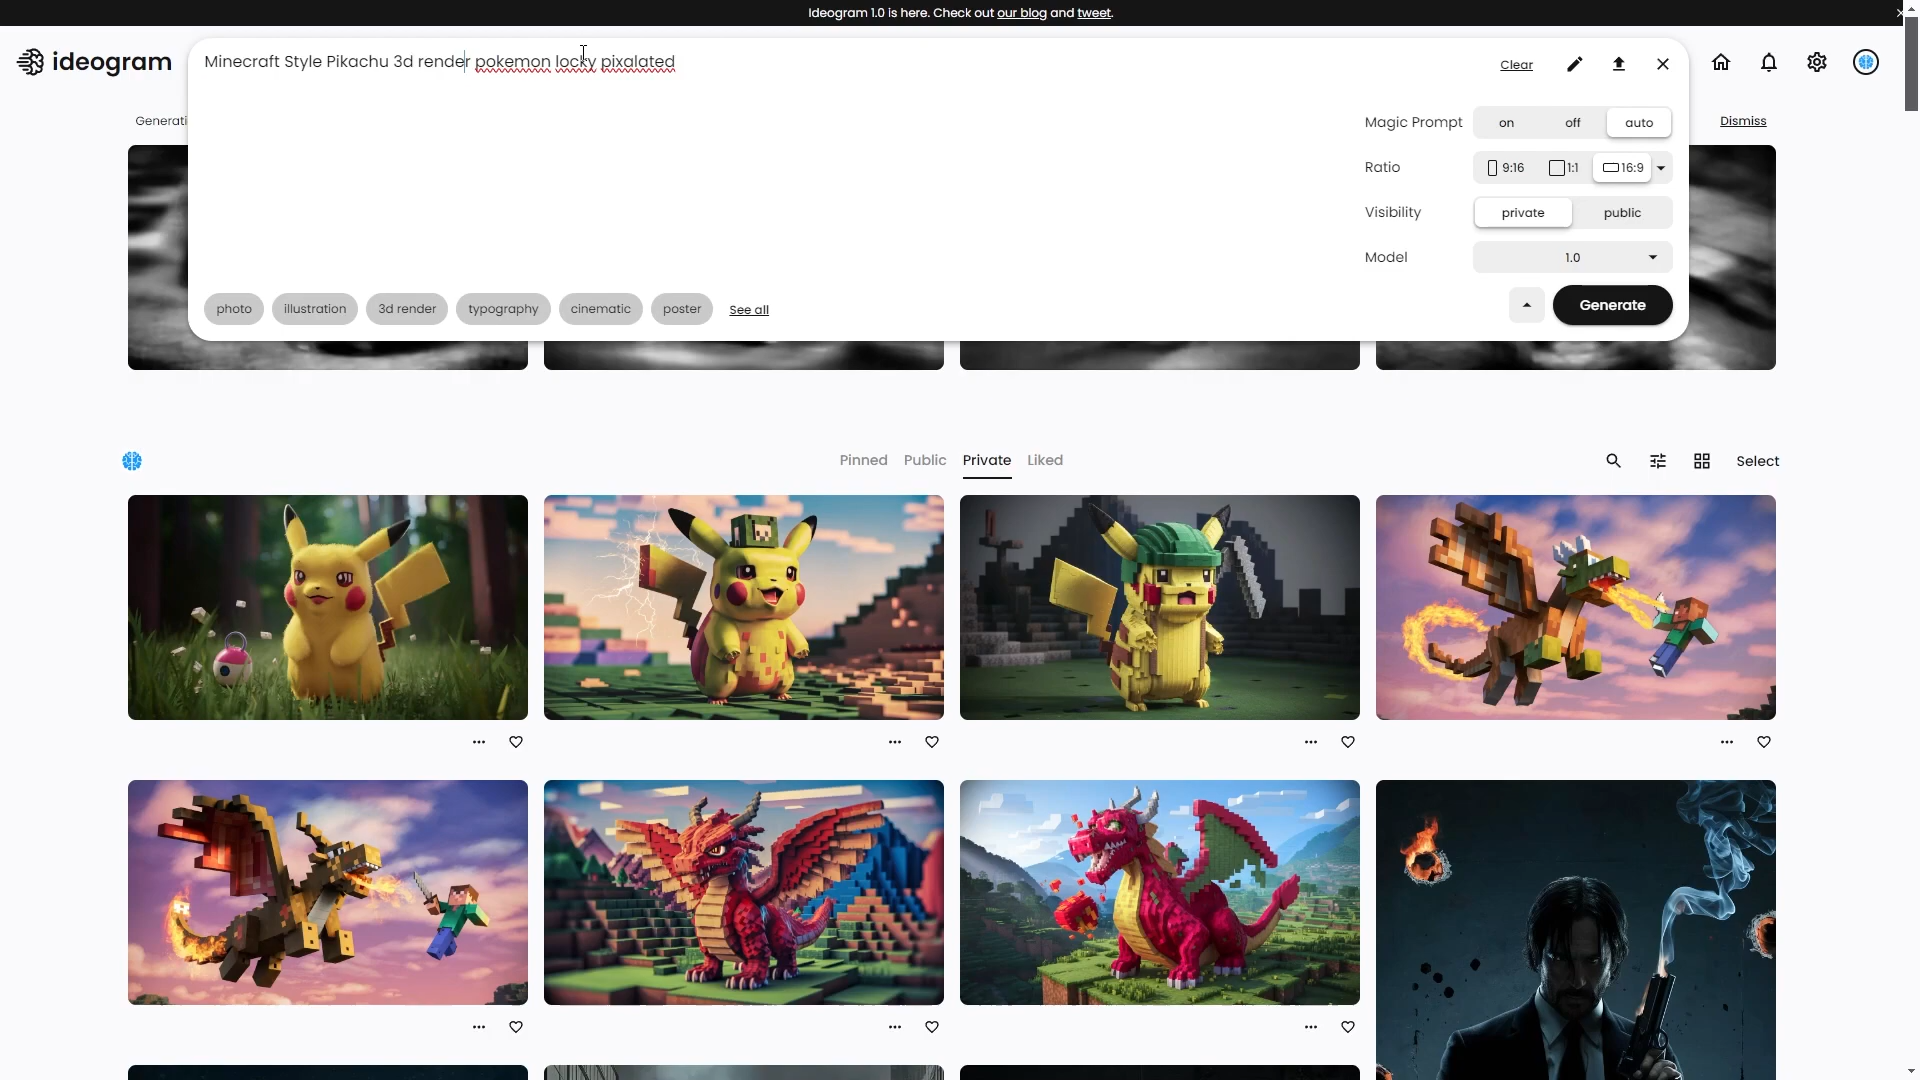 Ideogram 1.0 is here. Check out our blog and tweet.
ideogram
Minecraft Style Pikachu 3d render pokemon locky pixalated
Clear
Generati
Magic Prompt on off auto
Dismiss
Ratio 9:16 1:1 16:9
Visibility private public
Model 1.0
photo illustration 3d render typography cinematic poster See all
Generate
Pinned Public Private Liked
Select